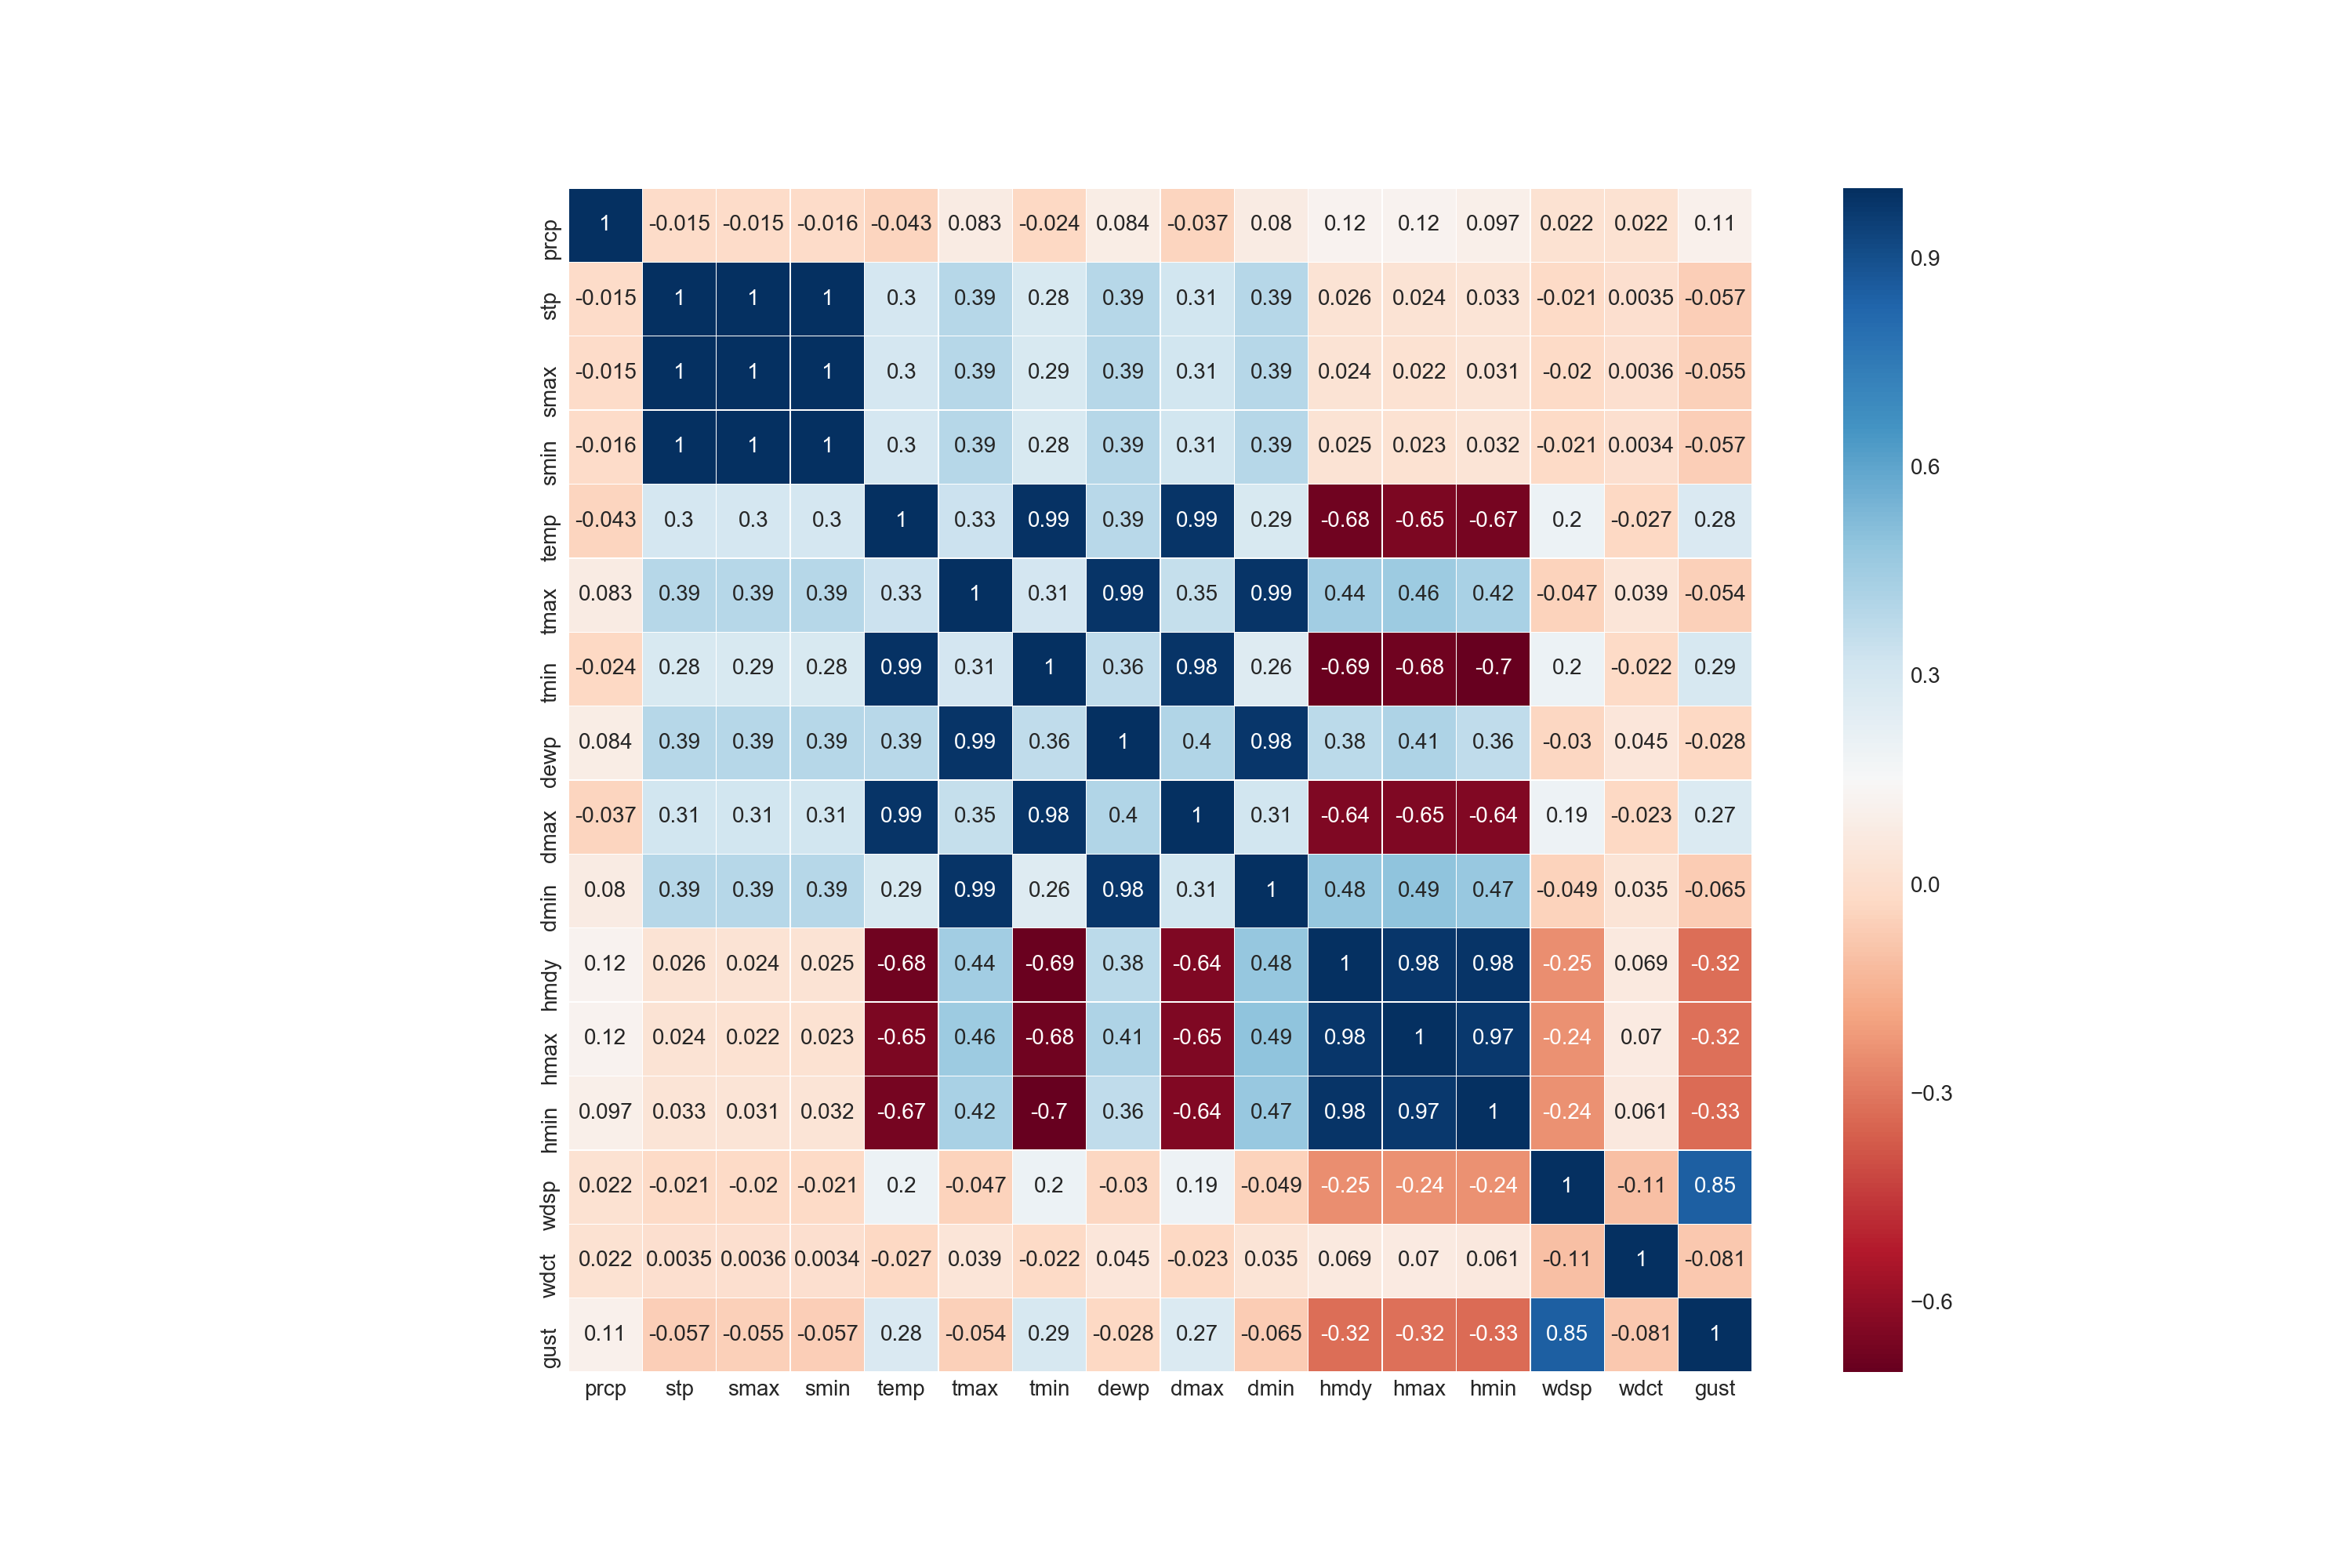 prcp 1 -0.015 -0.015 -0.016 -0.043 0.083 -0.024 0.084 -0.037 0.08 0.12 0.12 0.097 0.022 0.022 0.11
stp -0.015 1 1 1 0.3 0.39 0.28 0.39 0.31 0.39 0.026 0.024 0.033 -0.021 0.0035 -0.057
smax -0.015 1 1 1 0.3 0.39 0.29 0.39 0.31 0.39 0.024 0.022 0.031 -0.02 0.0036 -0.055
smin -0.016 1 1 1 0.3 0.39 0.28 0.39 0.31 0.39 0.025 0.023 0.032 -0.021 0.0034 -0.057
temp -0.043 0.3 0.3 0.3 1 0.33 0.99 0.39 0.99 0.29 -0.68 -0.65 -0.67 0.2 -0.027 0.28
tmax 0.083 0.39 0.39 0.39 0.33 1 0.31 0.99 0.35 0.99 0.44 0.46 0.42 -0.047 0.039 -0.054
tmin -0.024 0.28 0.29 0.28 0.99 0.31 1 0.36 0.98 0.26 -0.69 -0.68 -0.7 0.2 -0.022 0.29
dewp 0.084 0.39 0.39 0.39 0.39 0.99 0.36 1 0.4 0.98 0.38 0.41 0.36 -0.03 0.045 -0.028
dmax -0.037 0.31 0.31 0.31 0.99 0.35 0.98 0.4 1 0.31 -0.64 -0.65 -0.64 0.19 -0.023 0.27
dmin 0.08 0.39 0.39 0.39 0.29 0.99 0.26 0.98 0.31 1 0.48 0.49 0.47 -0.049 0.035 -0.065
hmdy 0.12 0.026 0.024 0.025 -0.68 0.44 -0.69 0.38 -0.64 0.48 1 0.98 0.98 -0.25 0.069 -0.32
hmax 0.12 0.024 0.022 0.023 -0.65 0.46 -0.68 0.41 -0.65 0.49 0.98 1 0.97 -0.24 0.07 -0.32
hmin 0.097 0.033 0.031 0.032 -0.67 0.42 -0.7 0.36 -0.64 0.47 0.98 0.97 1 -0.24 0.061 -0.33
wdsp 0.022 -0.021 -0.02 -0.021 0.2 -0.047 0.2 -0.03 0.19 -0.049 -0.25 -0.24 -0.24 1 -0.11 0.85
wdct 0.022 0.0035 0.0036 0.0034 -0.027 0.039 -0.022 0.045 -0.023 0.035 0.069 0.07 0.061 -0.11 1 -0.081
gust 0.11 -0.057 -0.055 -0.057 0.28 -0.054 0.29 -0.028 0.27 -0.065 -0.32 -0.32 -0.33 0.85 -0.081 1
prcp stp smax smin temp tmax tmin dewp dmax dmin hmdy hmax hmin wdsp wdct gust
0.9
0.6
0.3
0.0
−0.3
−0.6